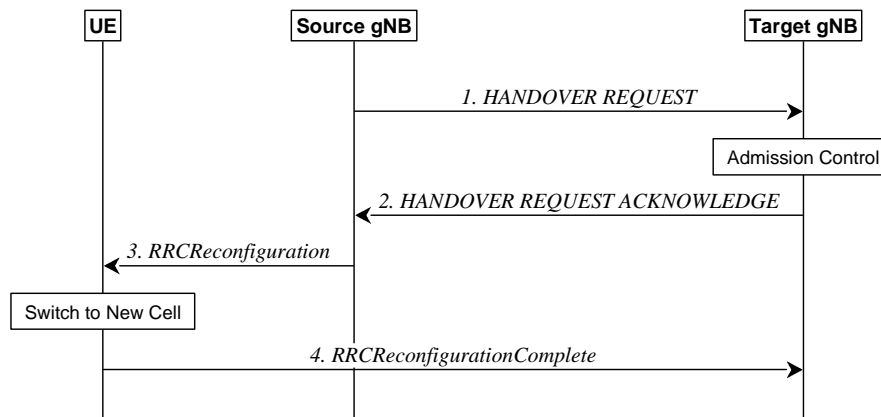 UE
Source gNB
Target gNB
1. HANDOVER REQUEST
Admission Control
2. HANDOVER REQUEST ACKNOWLEDGE
3. RRCReconfiguration
Switch to New Cell
4. RRCReconfigurationComplete